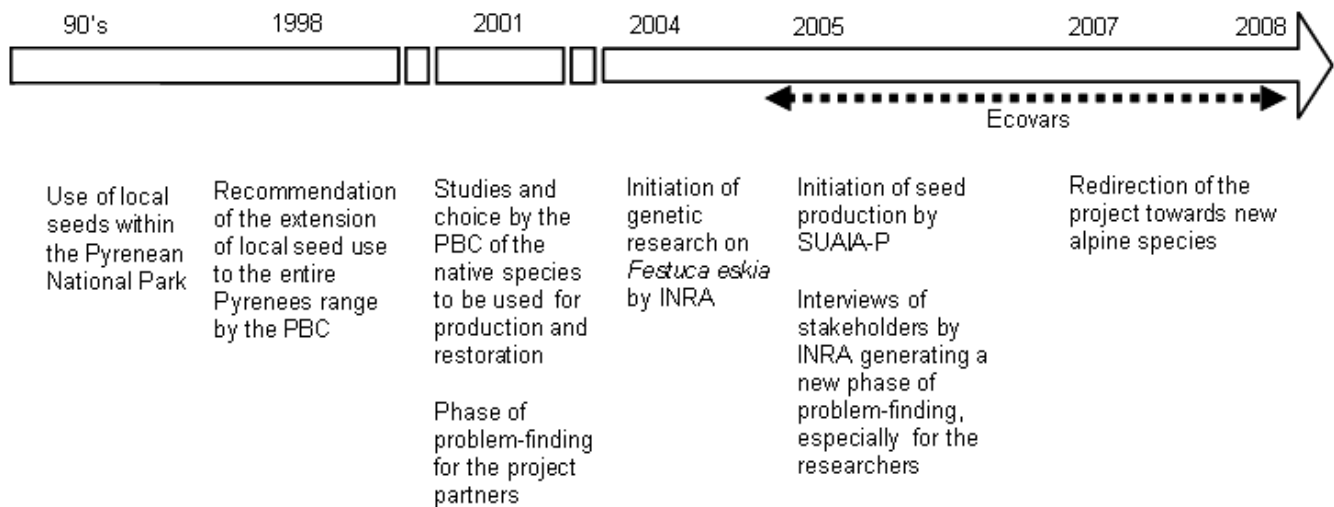 90's
1998
2001
2004
2005
2007
2008
Ecovars
Use of local
seeds within
the Pyrenean
National Park
Recommendation
of the extension
of local seed use
to the entire
Pyrenees range
by the PBC
Studies and
choice by the
PBC of the
native species
to be used for
production and
restoration
Phase of
problem-finding
for the project
partners
Initiation of
genetic
research on
Festuca eskia
by INRA
Initiation of seed
production by
SUAIA-P
Interviews of
stakeholders by
INRA generating a
new phase of
problem-finding,
especially for the
researchers
Redirection of the
project towards new
alpine species